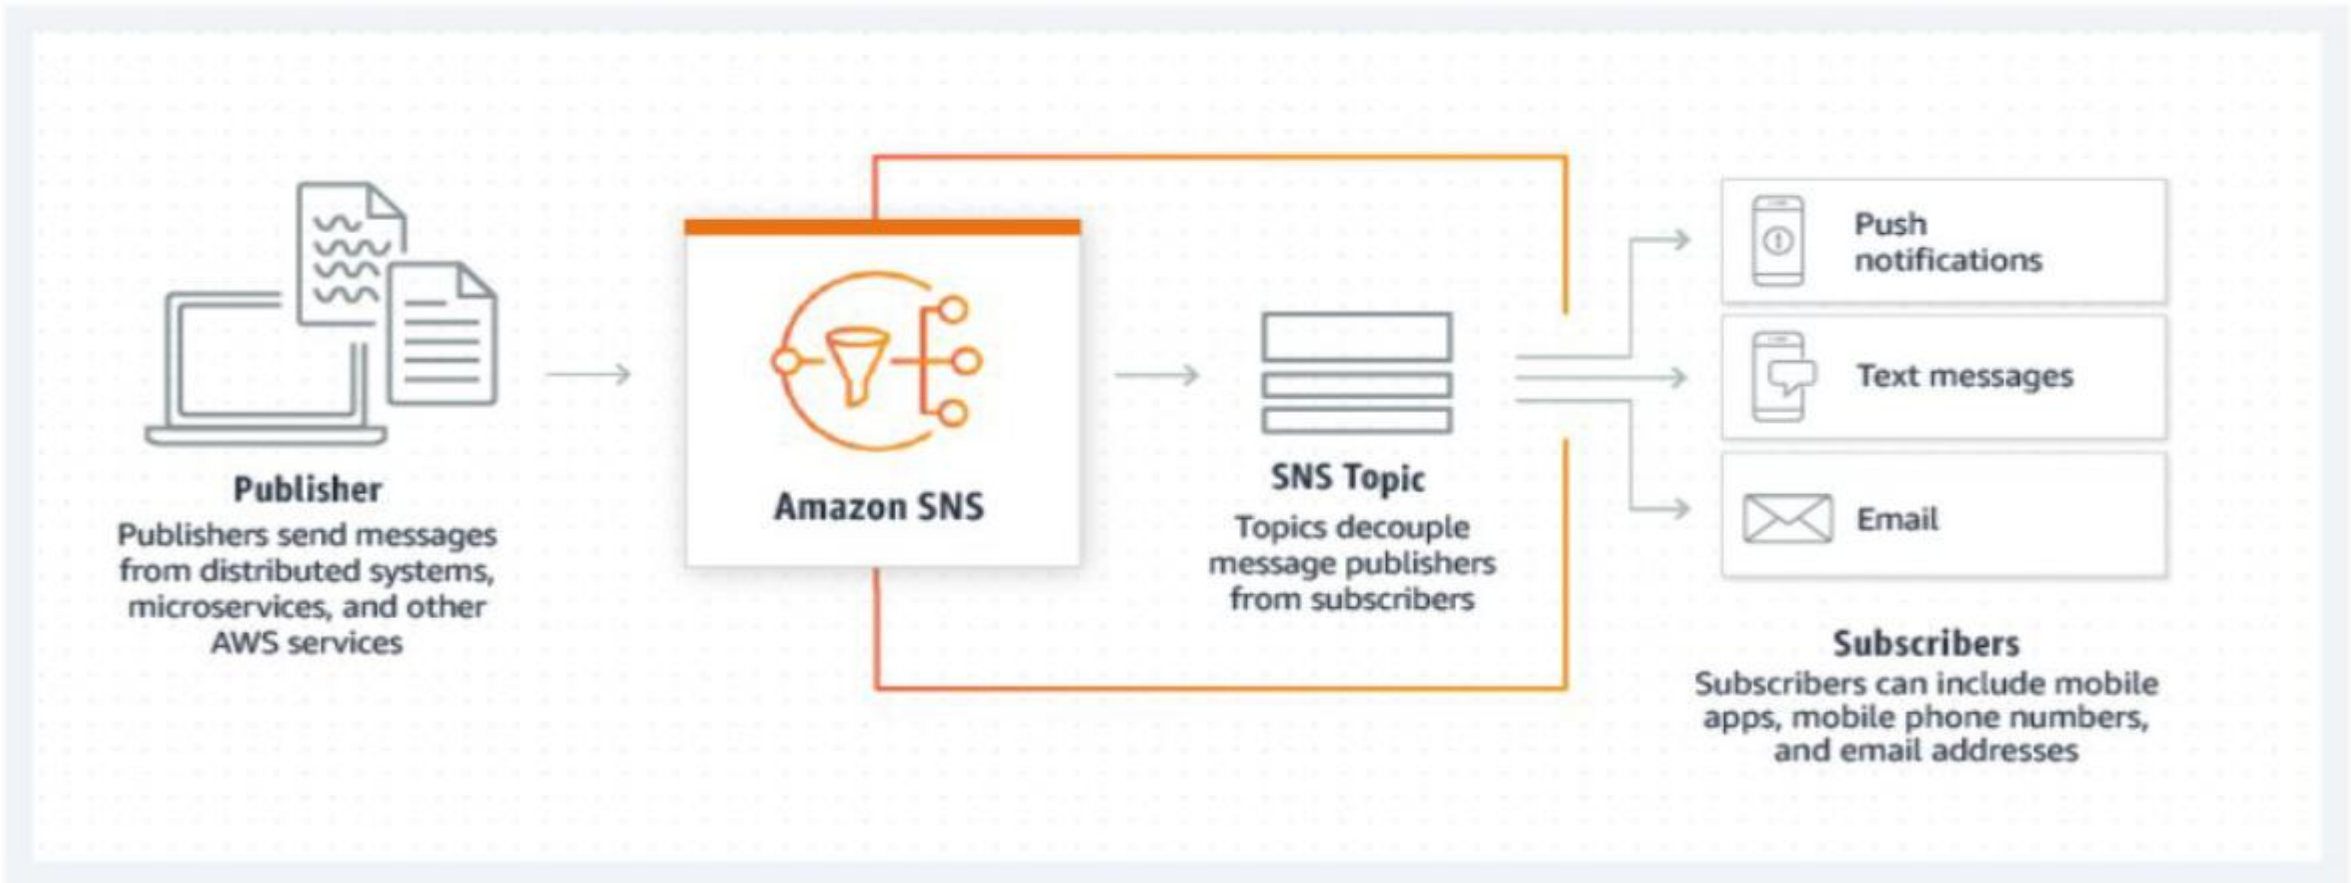 Publisher
Publishers send messages
from distributed systems,
microservices, and other
AWS services
Amazon SNS
SNS Topic
Topics decouple
message publishers
from subscribers
Push
notifications
Text messages
Email
Subscribers
Subscribers can include mobile
apps, mobile phone numbers,
and email addresses